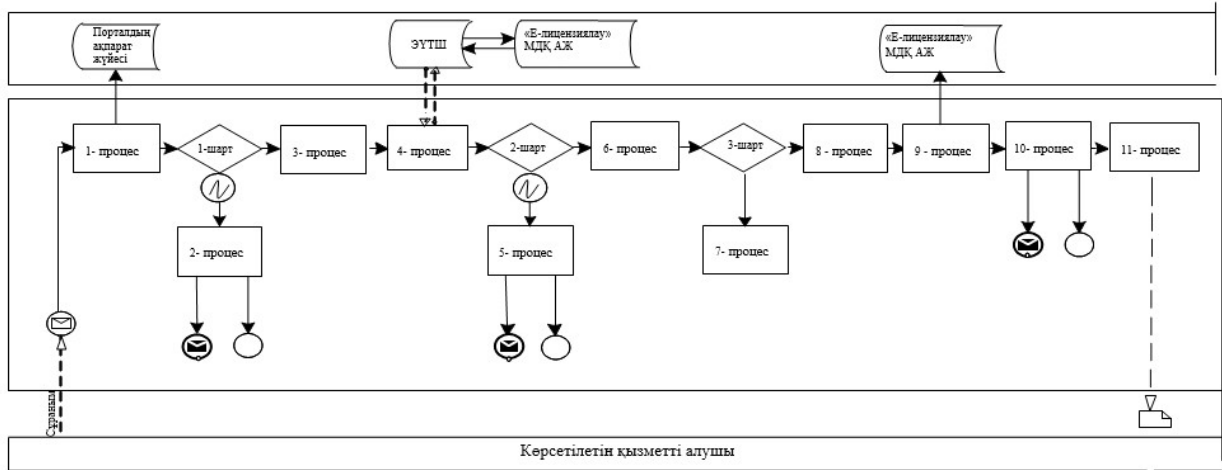 Порталдың
ақпарат
жүйесі
ЭҮТШ
«Е-лицензиялау»
МДҚ АЖ
«Е-лицензиялау»
МДҚ АЖ
1- процес
1-шарт
3- процес
4- процес
2-шарт
6- процес
3-шарт
8 - процес
9 - процес
10- процес
11- процес
2- процес
5- процес
7- процес
Сұраным
Көрсетілетін қызметті алушы